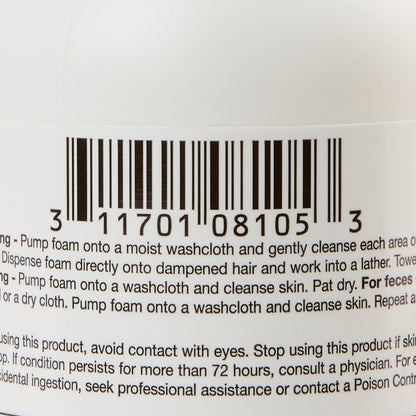 3 11701 08105 3
ng - Pump foam onto a moist washcloth and gently cleanse each area o
Dispense foam directly onto dampened hair and work into a lather. Towe
ng - Pump foam onto a washcloth and cleanse skin. Pat dry. For feces
d or a dry cloth. Pump foam onto a washcloth and cleanse skin. Repeat a
using this product, avoid contact with eyes. Stop using this product if skin
op. If condition persists for more than 72 hours, consult a physician. For e
cidental ingestion, seek professional assistance or contact a Poison Contr